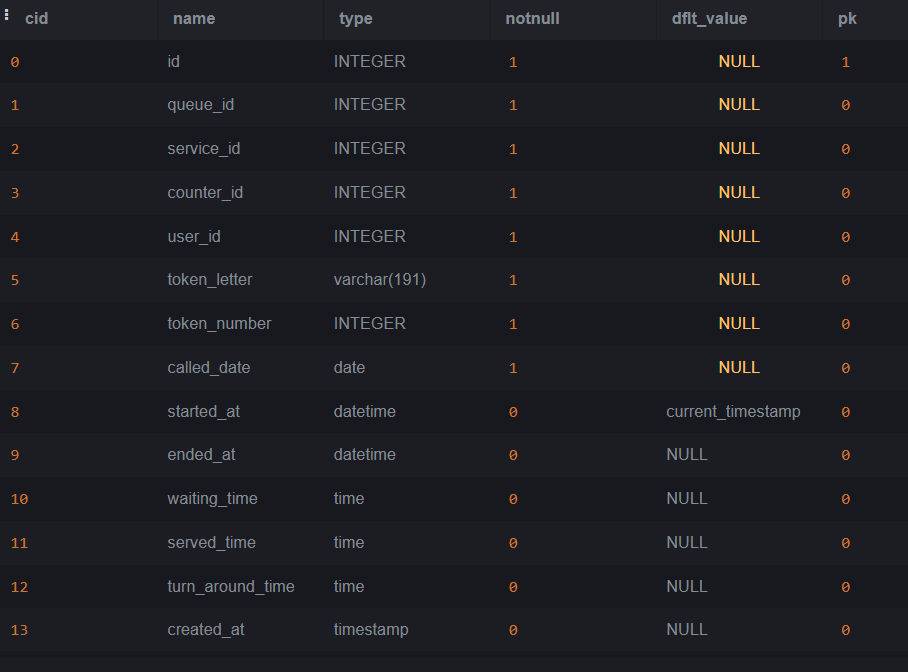 cid name type notnull dflt_value pk
0 id INTEGER 1 NULL 1
1 queue_id INTEGER 1 NULL 0
2 service_id INTEGER 1 NULL 0
3 counter_id INTEGER 1 NULL 0
4 user_id INTEGER 1 NULL 0
5 token_letter varchar(191) 1 NULL 0
6 token_number INTEGER 1 NULL 0
7 called_date date 1 NULL 0
8 started_at datetime 0 current_timestamp 0
9 ended_at datetime 0 NULL 0
10 waiting_time time 0 NULL 0
11 served_time time 0 NULL 0
12 turn_around_time time 0 NULL 0
13 created_at timestamp 0 NULL 0